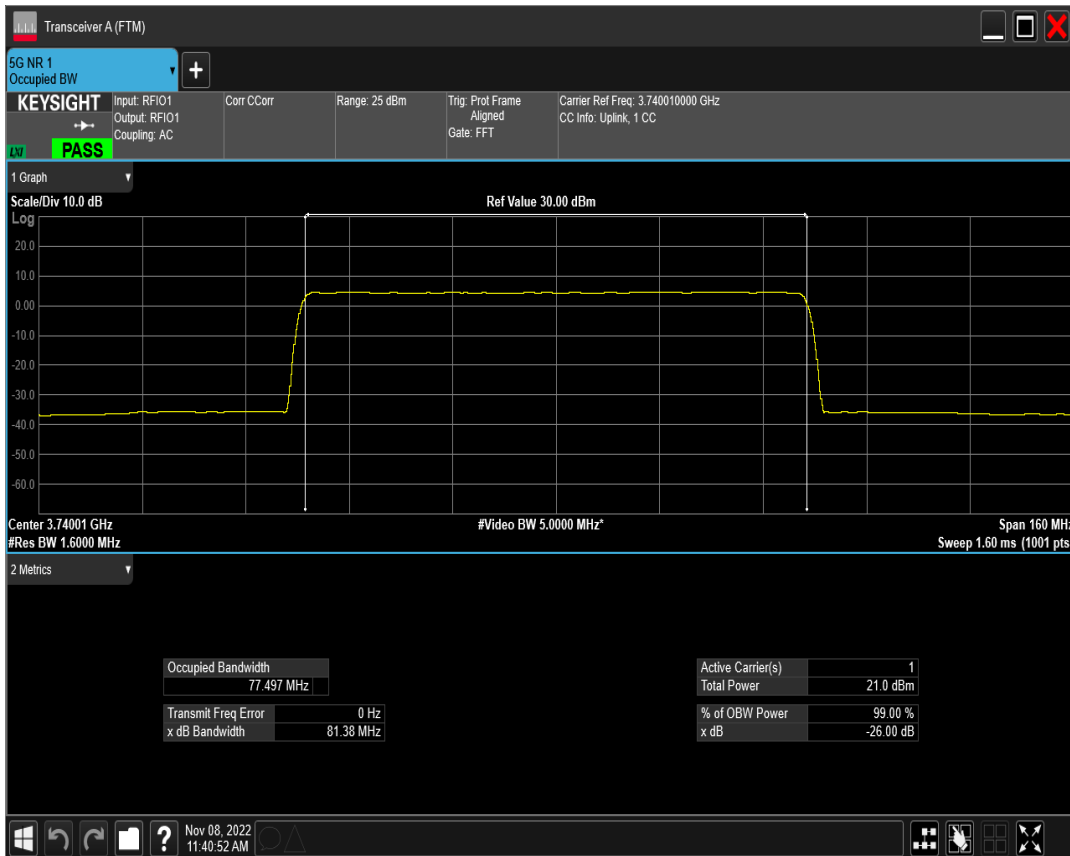 Transceiver A (FTM)
5G NR 1
Occupied BW
+
KEYSIGHT
LXI
PASS
Input: RFIO1
Output: RFIO1
Coupling: AC
Corr CCorr
Range: 25 dBm
Trig: Prot Frame
Aligned
Gate: FFT
Carrier Ref Freq: 3.740010000 GHz
CC Info: Uplink, 1 CC
1 Graph
Scale/Div 10.0 dB
Ref Value 30.00 dBm
Log
20.0
10.0
0.00
-10.0
-20.0
-30.0
-40.0
-50.0
-60.0
Center 3.74001 GHz
#Video BW 5.0000 MHz*
Span 160 MHz
#Res BW 1.6000 MHz
Sweep 1.60 ms (1001 pts
2 Metrics
Occupied Bandwidth
77.497 MHz
Transmit Freq Error 0 Hz
x dB Bandwidth 81.38 MHz
Active Carrier(s) 1
Total Power 21.0 dBm
% of OBW Power 99.00 %
x dB -26.00 dB
?
Nov 08, 2022
11:40:52 AM